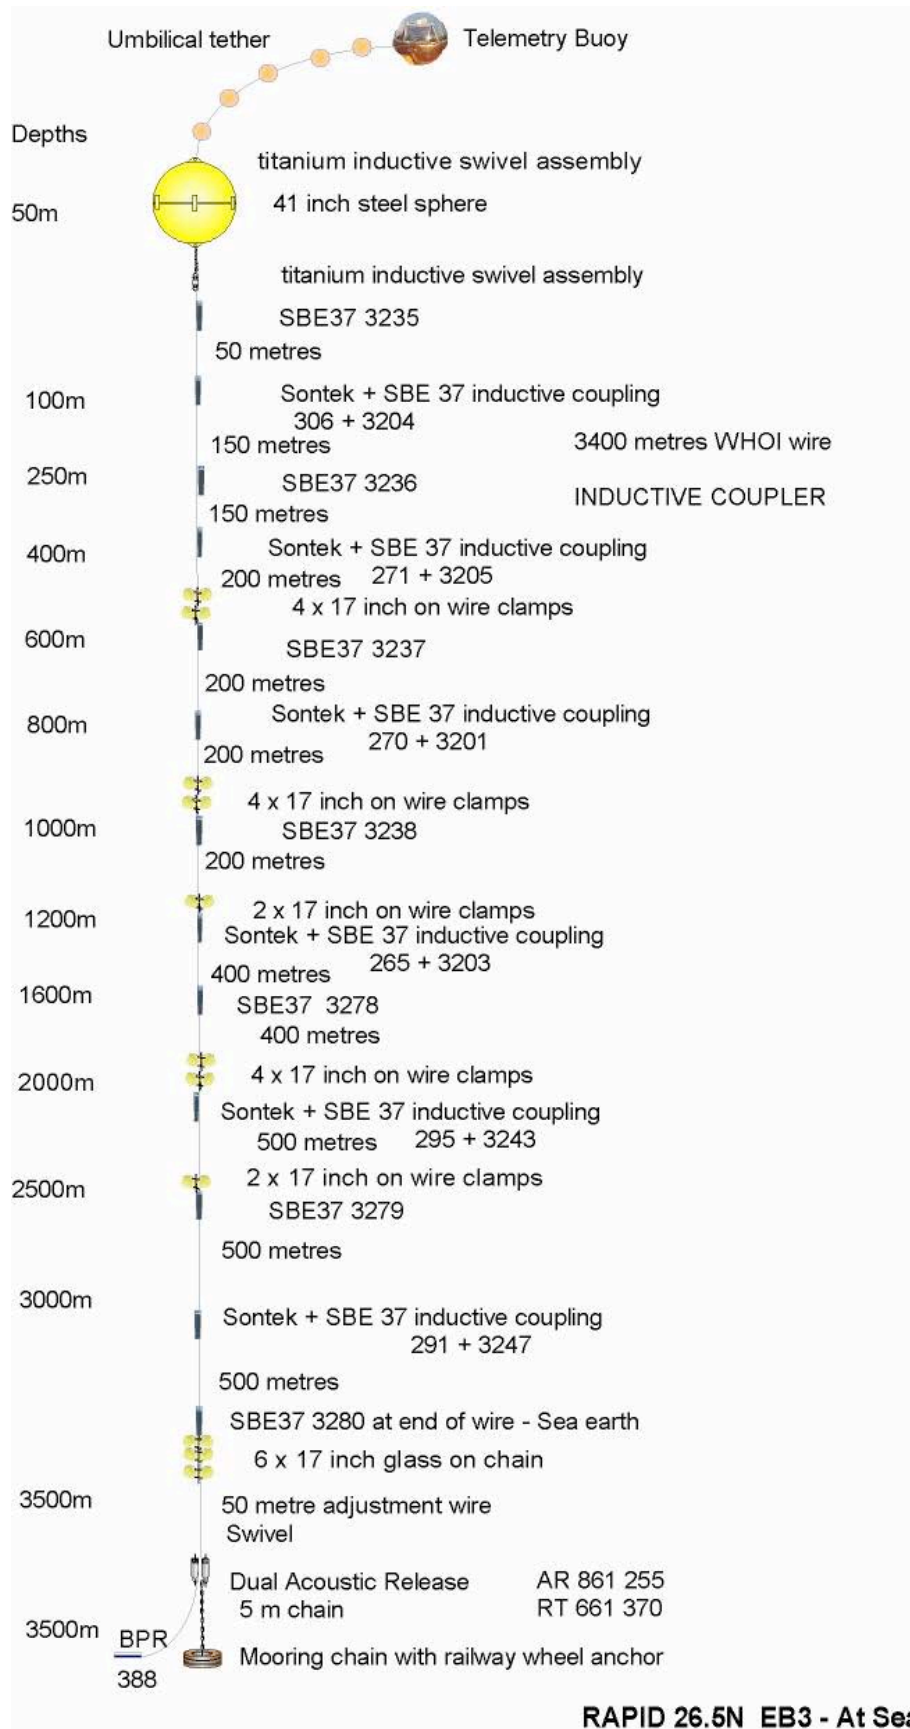 Umbilical tether
Telemetry Buoy
Depths
titanium inductive swivel assembly
50m
41 inch steel sphere
titanium inductive swivel assembly
SBE37 3235
50 metres
100m
Sontek + SBE 37 inductive coupling
306 + 3204
150 metres
3400 metres WHOI wire
250m
SBE37 3236
INDUCTIVE COUPLER
150 metres
400m
Sontek + SBE 37 inductive coupling
200 metres
271 + 3205
4 x 17 inch on wire clamps
600m
SBE37 3237
200 metres
800m
Sontek + SBE 37 inductive coupling
270 + 3201
200 metres
4 x 17 inch on wire clamps
1000m
SBE37 3238
200 metres
2 x 17 inch on wire clamps
1200m
Sontek + SBE 37 inductive coupling
265 + 3203
400 metres
1600m
SBE37 3278
400 metres
4 x 17 inch on wire clamps
2000m
Sontek + SBE 37 inductive coupling
500 metres
295 + 3243
2 x 17 inch on wire clamps
2500m
SBE37 3279
500 metres
3000m
Sontek + SBE 37 inductive coupling
291 + 3247
500 metres
SBE37 3280 at end of wire - Sea earth
6 x 17 inch glass on chain
3500m
50 metre adjustment wire
Swivel
Dual Acoustic Release
AR 861 255
5 m chain
RT 661 370
3500m
BPR
Mooring chain with railway wheel anchor
388
RAPID 26.5N EB3 - At Sea